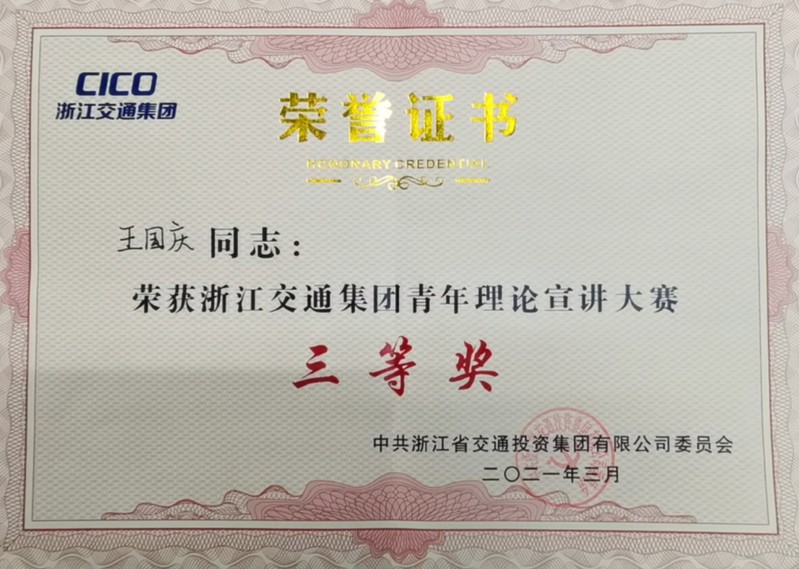 CICO
浙江交通集团
荣誉证书
HONORARY CREDENTIAL
王国庆 同志：
荣获浙江交通集团青年理论宣讲大赛
三等奖
中共浙江省交通投资集团有限公司委员会
二〇二一年三月